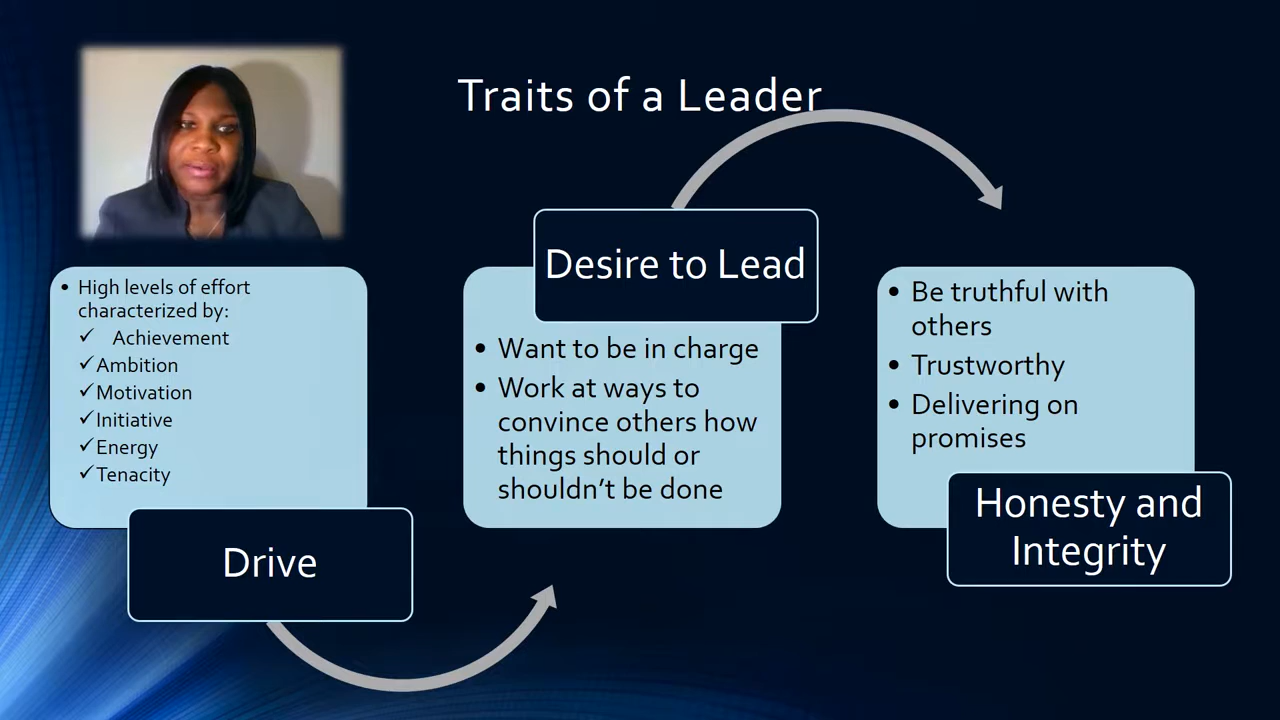 Traits of a Leader
• High levels of effort
characterized by:
✓ Achievement
✓Ambition
✓Motivation
✓Initiative
✓Energy
✓Tenacity
Drive
Desire to Lead
• Want to be in charge
• Work at ways to
convince others how
things should or
shouldn’t be done
• Be truthful with
others
• Trustworthy
• Delivering on
promises
Honesty and
Integrity